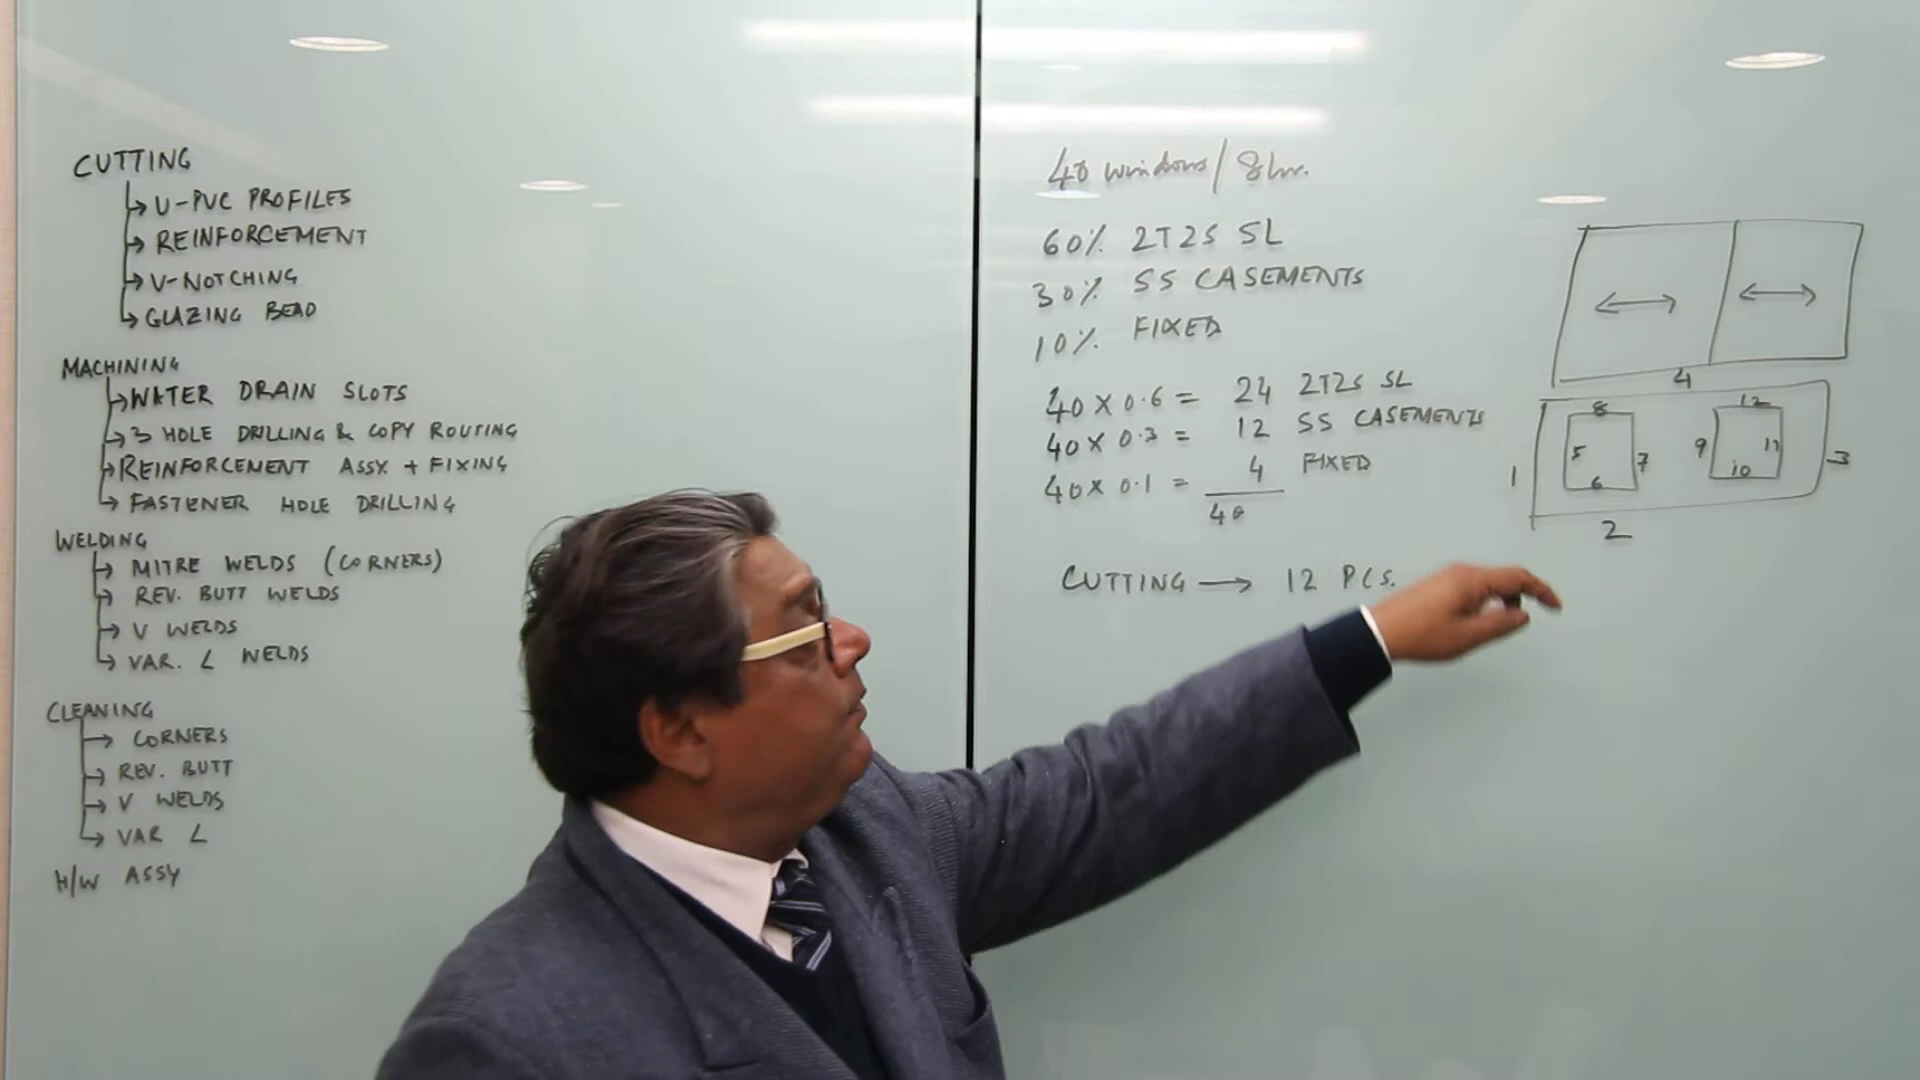 CUTTING
U-PVC PROFILES
REINFORCEMENT
V-NOTCHING
GLAZING BEAD
MACHINING
WATER DRAIN SLOTS
3 HOLE DRILLING & COPY ROUTING
REINFORCEMENT ASSY. + FIXING
FASTENER HOLE DRILLING
WELDING
MITRE WELDS (CORNERS)
REV. BUTT WELDS
V WELDS
VAR. L WELDS
CLEANING
CORNERS
REV. BUTT
V WELDS
VAR L
H/W ASSY
40 windows / 8 hr.
60% 2T2S SL
30% SS CASEMENTS
10% FIXED
40 X 0.6 = 24 2T2S SL
40 X 0.3 = 12 SS CASEMENTS
40 X 0.1 = 4 FIXED
40
CUTTING → 12 PCS.
4
8 12
5 7 9 11
1 3
6 10
2